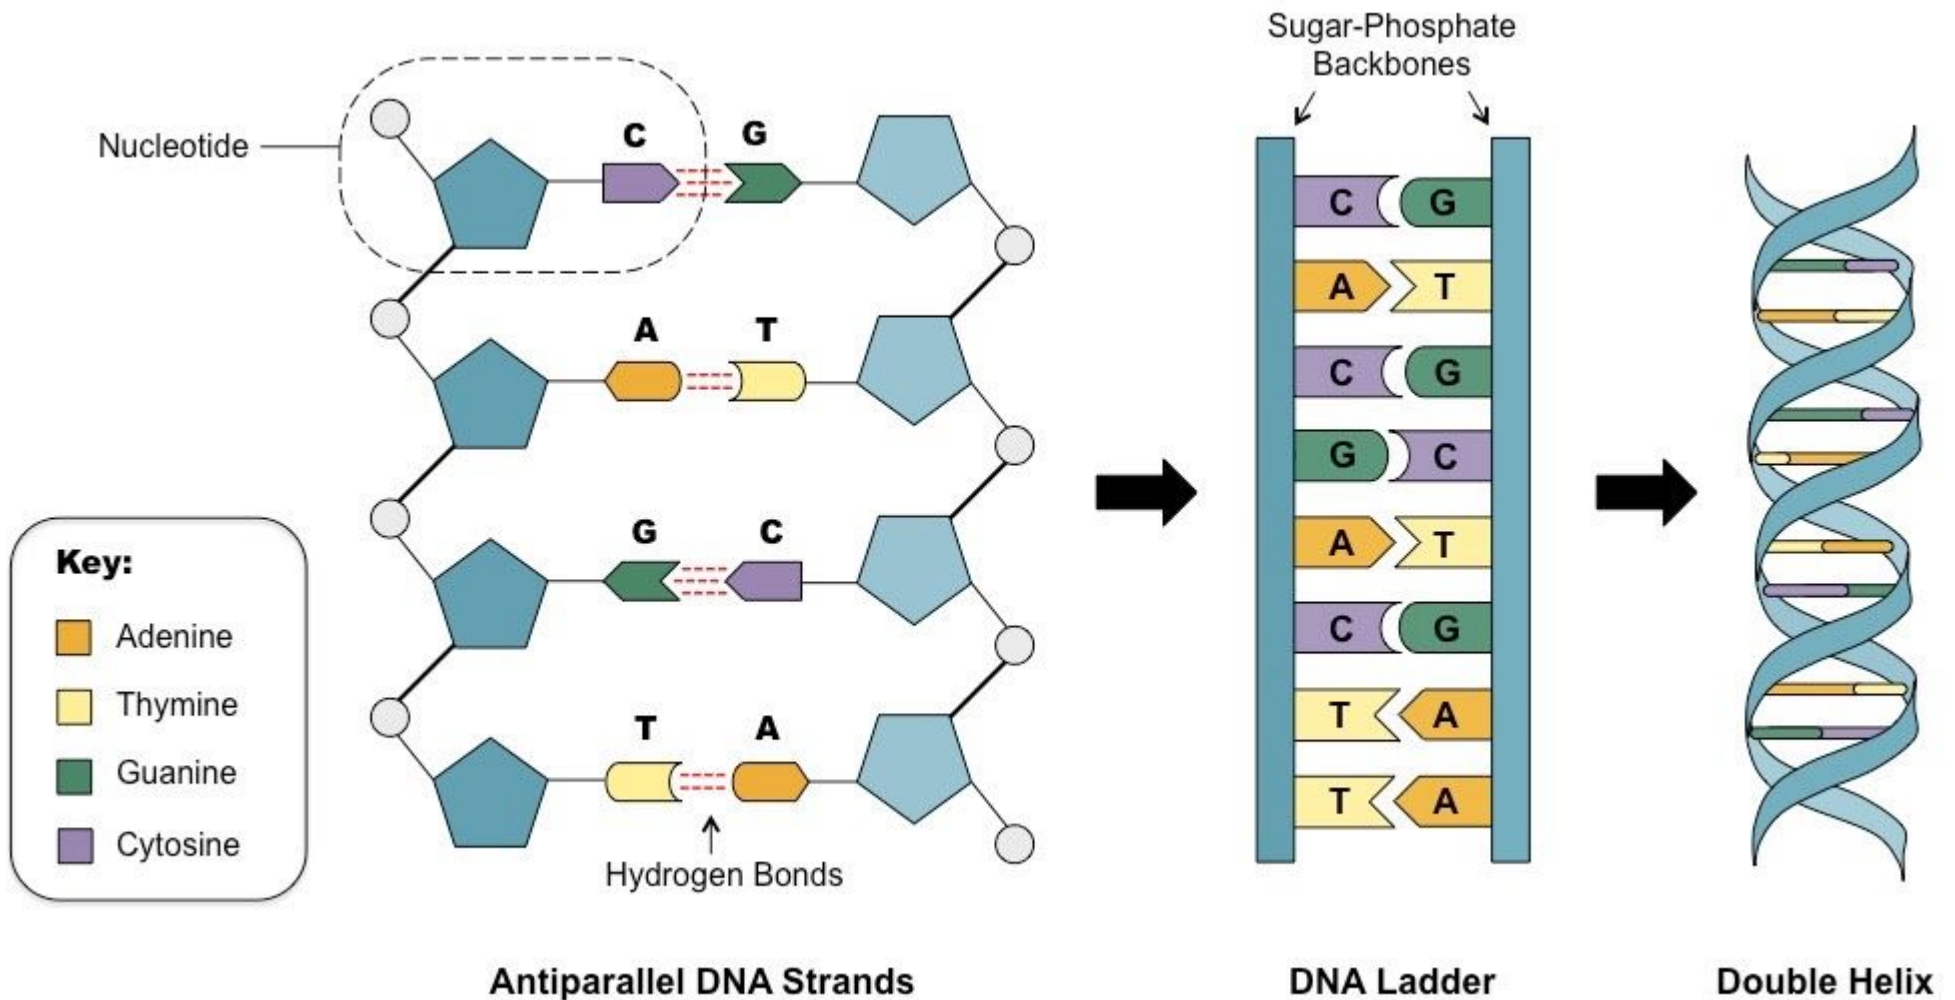 Nucleotide
C G
A T
G C
T A
Hydrogen Bonds
Key:
Adenine
Thymine
Guanine
Cytosine
Antiparallel DNA Strands
Sugar-Phosphate
Backbones
C G
A T
C G
G C
A T
C G
T A
T A
DNA Ladder
Double Helix